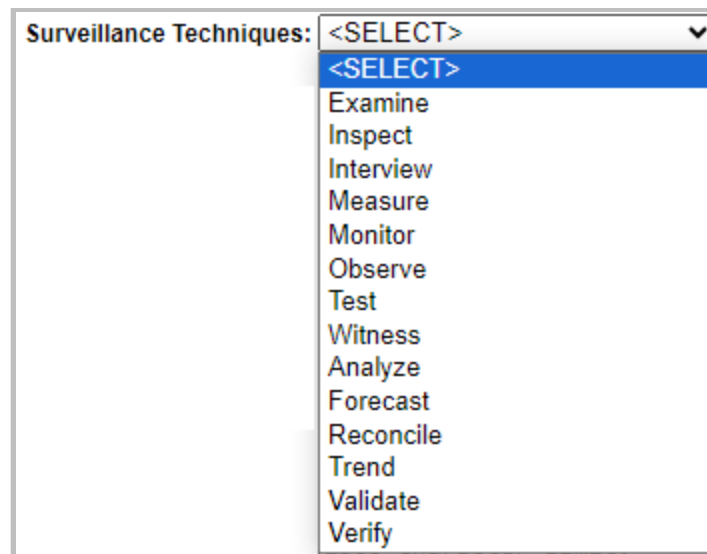 Surveillance Techniques: <SELECT>
<SELECT>
Examine
Inspect
Interview
Measure
Monitor
Observe
Test
Witness
Analyze
Forecast
Reconcile
Trend
Validate
Verify